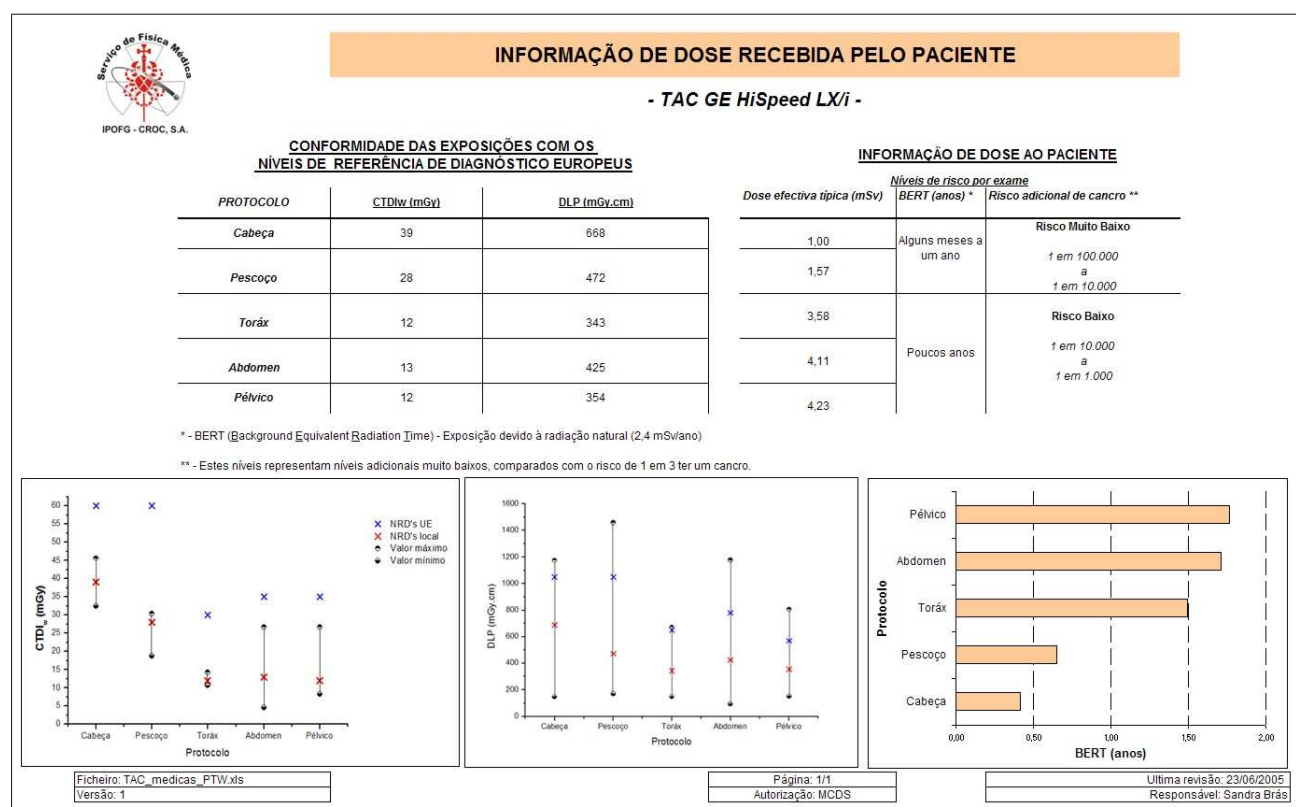 Serviço de Física Médica
IPOFG - CROC, S.A.
INFORMAÇÃO DE DOSE RECEBIDA PELO PACIENTE
- TAC GE HiSpeed LX/i -
CONFORMIDADE DAS EXPOSIÇÕES COM OS
NÍVEIS DE REFERÊNCIA DE DIAGNÓSTICO EUROPEUS
PROTOCOLO CTDIw (mGy) DLP (mGy.cm)
Cabeça 39 668
Pescoço 28 472
Toráx 12 343
Abdomen 13 425
Pélvico 12 354
INFORMAÇÃO DE DOSE AO PACIENTE
Níveis de risco por exame
Dose efectiva típica (mSv) BERT (anos) * Risco adicional de cancro **
1,00
1,57
Alguns meses a
um ano
Risco Muito Baixo
1 em 100.000
a
1 em 10.000
3,58
4,11
4,23
Poucos anos
Risco Baixo
1 em 10.000
a
1 em 1.000
* - BERT (Background Equivalent Radiation Time) - Exposição devido à radiação natural (2,4 mSv/ano)
** - Estes níveis representam níveis adicionais muito baixos, comparados com o risco de 1 em 3 ter um cancro.
CTDIw (mGy)
60
55
50
45
40
35
30
25
20
15
10
5
0
Cabeça Pescoço Toráx Abdomen Pélvico
Protocolo
NRD's UE
NRD's local
Valor máximo
Valor mínimo
DLP (mGy.cm)
1600
1400
1200
1000
800
600
400
200
0
Cabeça Pescoço Toráx Abdomen Pélvico
Protocolo
Protocolo
Pélvico
Abdomen
Toráx
Pescoço
Cabeça
0,00 0,50 1,00 1,50 2,00
BERT (anos)
Ficheiro: TAC_medicas_PTW.xls
Versão: 1
Página: 1/1
Autorização: MCDS
Ultima revisão: 23/06/2005
Responsável: Sandra Brás